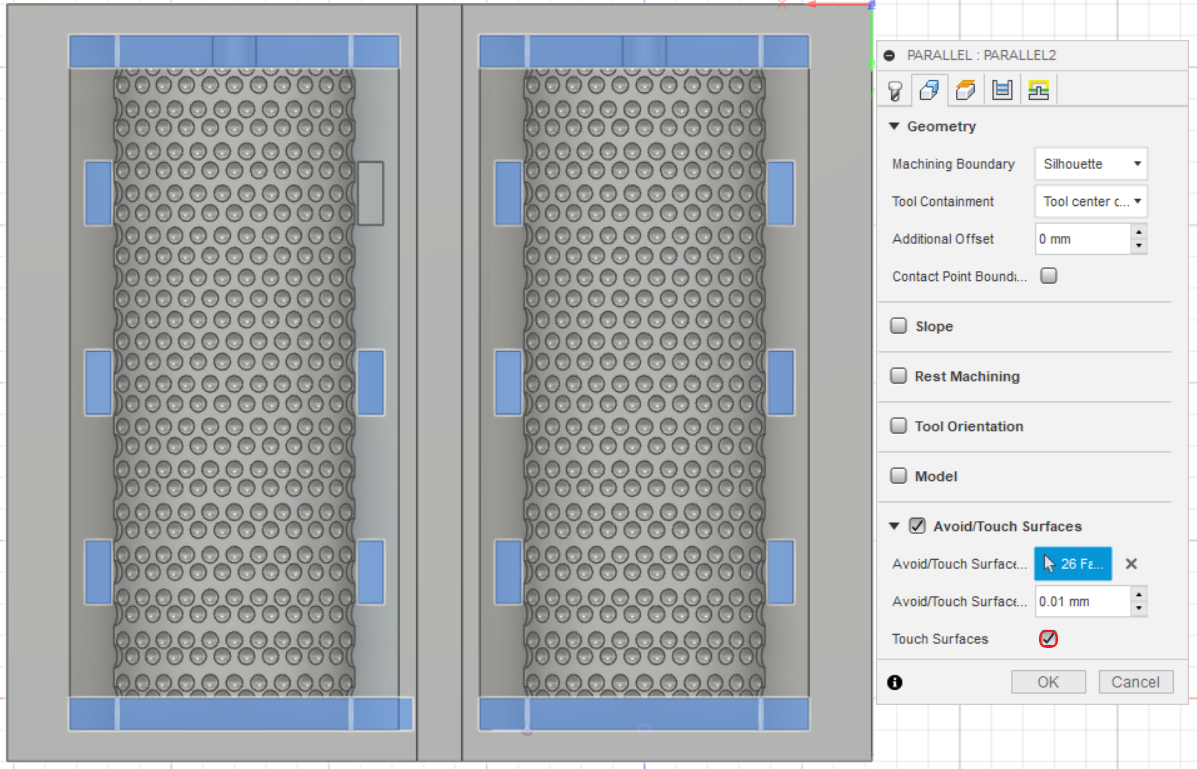 PARALLEL : PARALLEL2
Geometry
Machining Boundary Silhouette
Tool Containment Tool center c...
Additional Offset 0 mm
Contact Point Bounda...
Slope
Rest Machining
Tool Orientation
Model
Avoid/Touch Surfaces
Avoid/Touch Surface... 26 Fa...
Avoid/Touch Surface... 0.01 mm
Touch Surfaces
OK Cancel